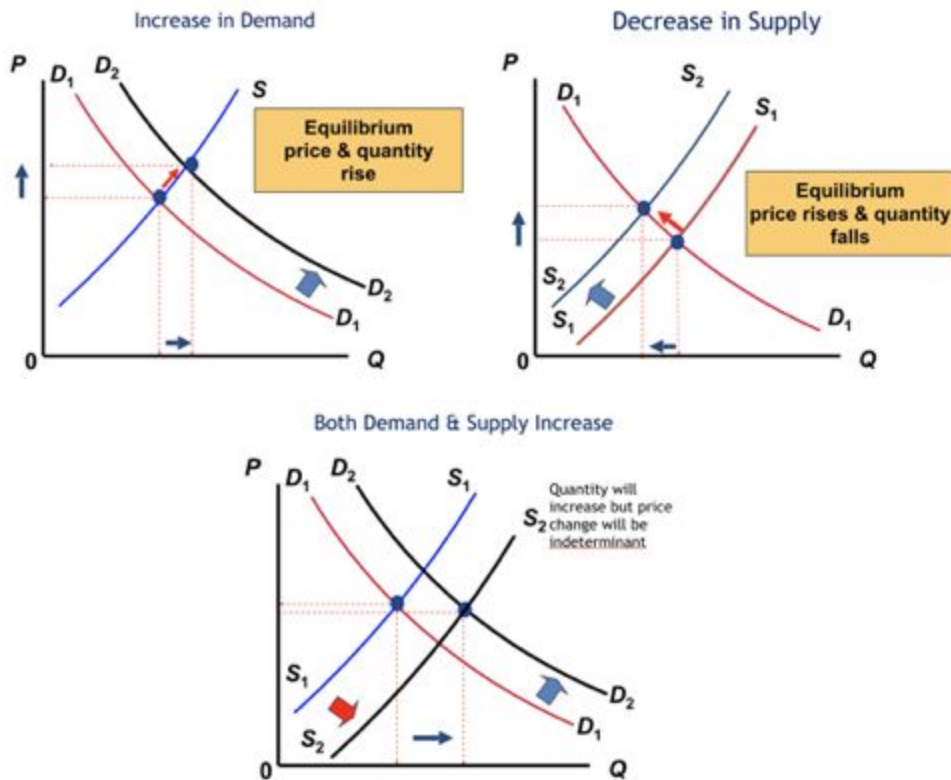 Increase in Demand
P
D₁
D₂
S
Equilibrium
price & quantity
rise
D₂
D₁
0
Q
Decrease in Supply
P
D₁
S₂
S₁
Equilibrium
price rises & quantity
falls
S₂
S₁
D₁
0
Q
Both Demand & Supply Increase
P
D₁
D₂
S₁
S₂
Quantity will
increase but price
change will be
indeterminant
S₁
S₂
D₂
D₁
0
Q